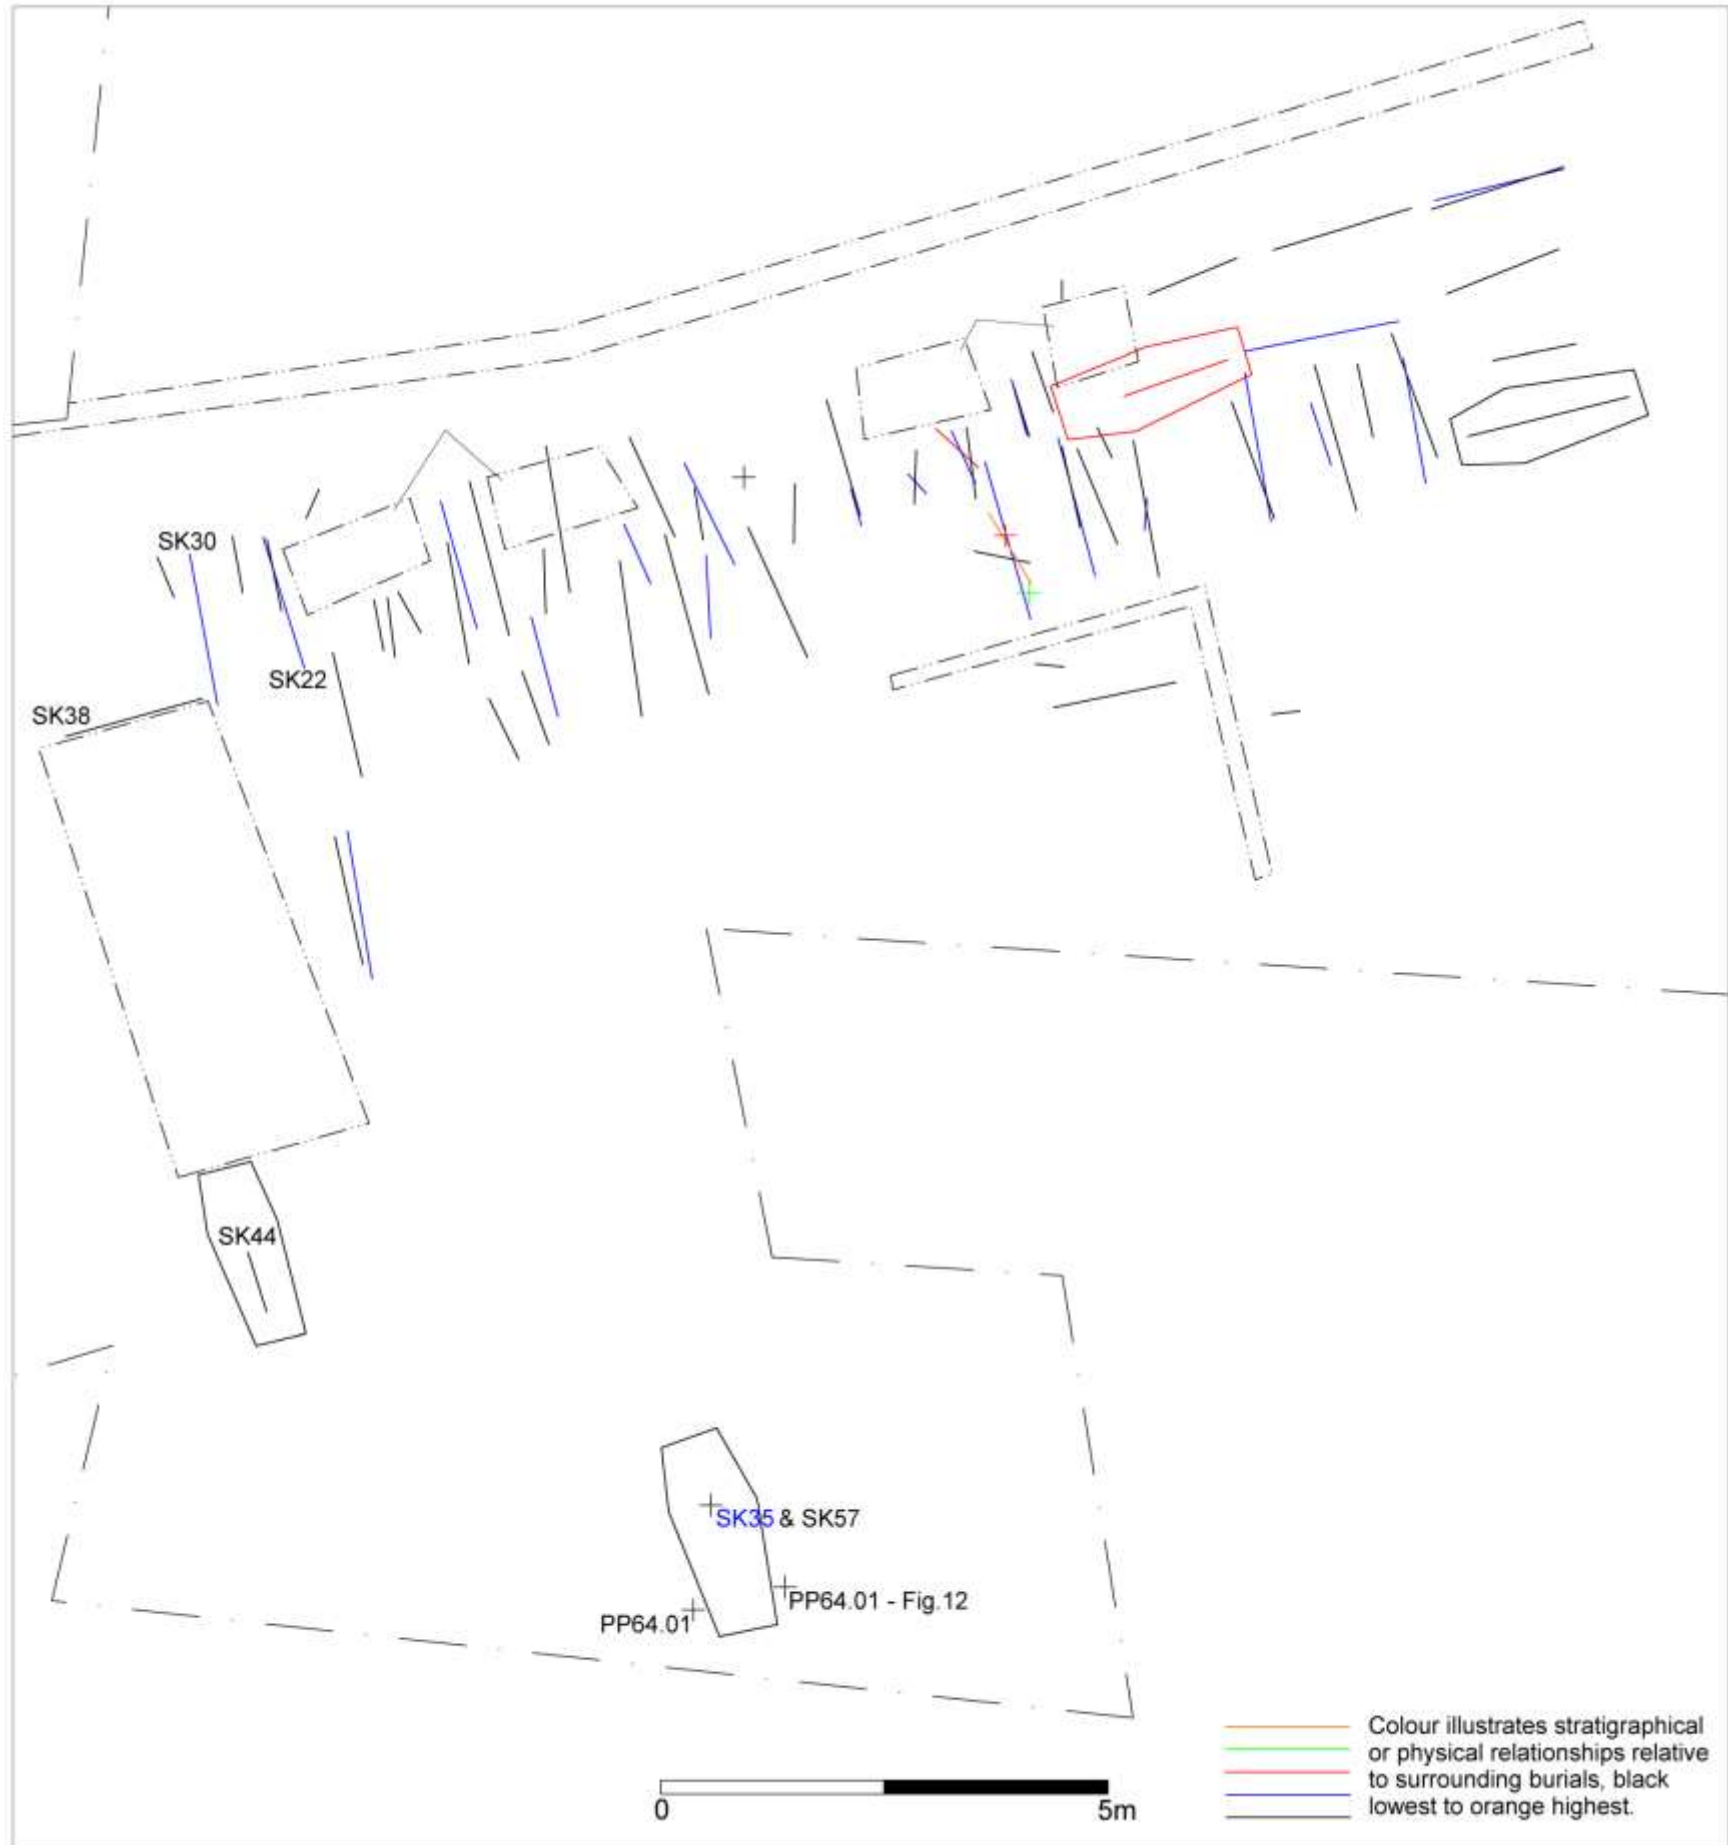 SK30
SK22
SK38
SK44
SK35 & SK57
PP64.01 - Fig.12
PP64.01
0 5m
Colour illustrates stratigraphical
or physical relationships relative
to surrounding burials, black
lowest to orange highest.